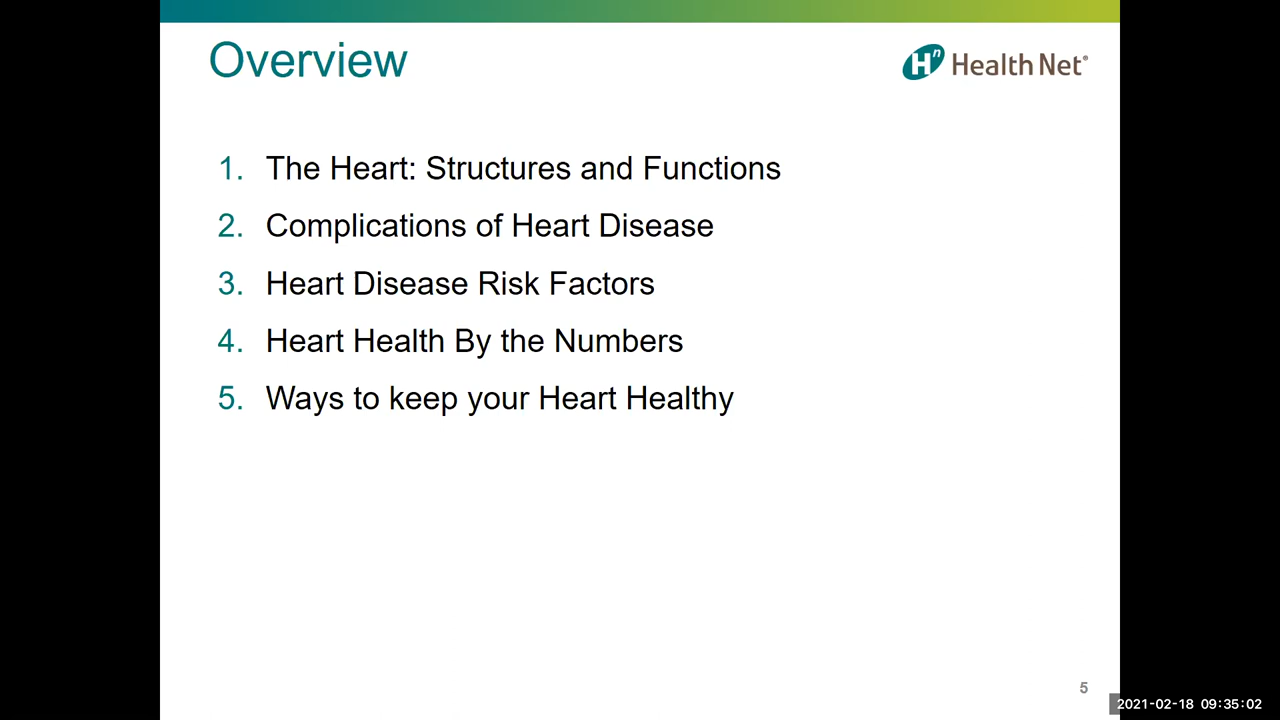 Overview
Hn Health Net®
1. The Heart: Structures and Functions
2. Complications of Heart Disease
3. Heart Disease Risk Factors
4. Heart Health By the Numbers
5. Ways to keep your Heart Healthy
5
2021-02-18 09:35:02